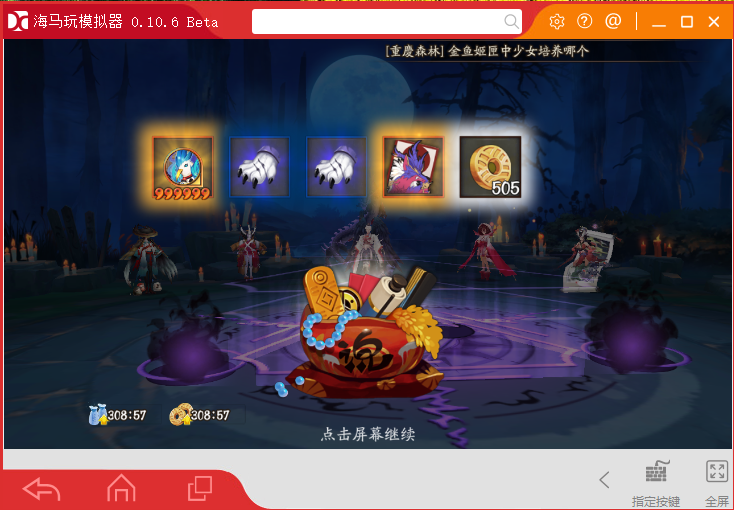 海马玩模拟器 0.10.6 Beta
[重慶森林] 金鱼姬匣中少女培养哪个
999999
505
308:57 308:57
点击屏幕继续
指定按键 全屏